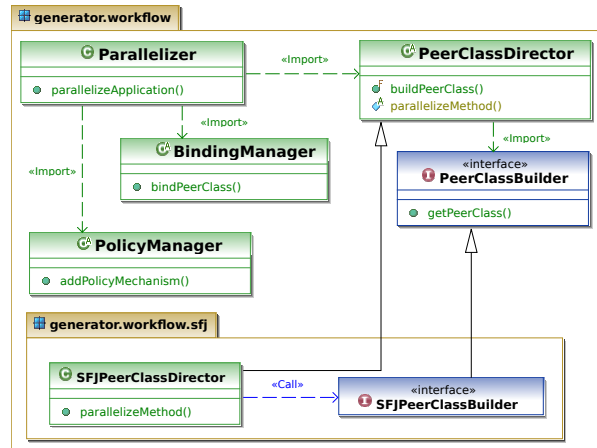 generator.workflow
Parallelizer
parallelizeApplication()
«Import»
PeerClassDirector
buildPeerClass()
parallelizeMethod()
«Import»
«Import»
«Import»
BindingManager
bindPeerClass()
«interface»
PeerClassBuilder
getPeerClass()
PolicyManager
addPolicyMechanism()
generator.workflow.sfj
SFJPeerClassDirector
parallelizeMethod()
«Call»
«interface»
SFJPeerClassBuilder